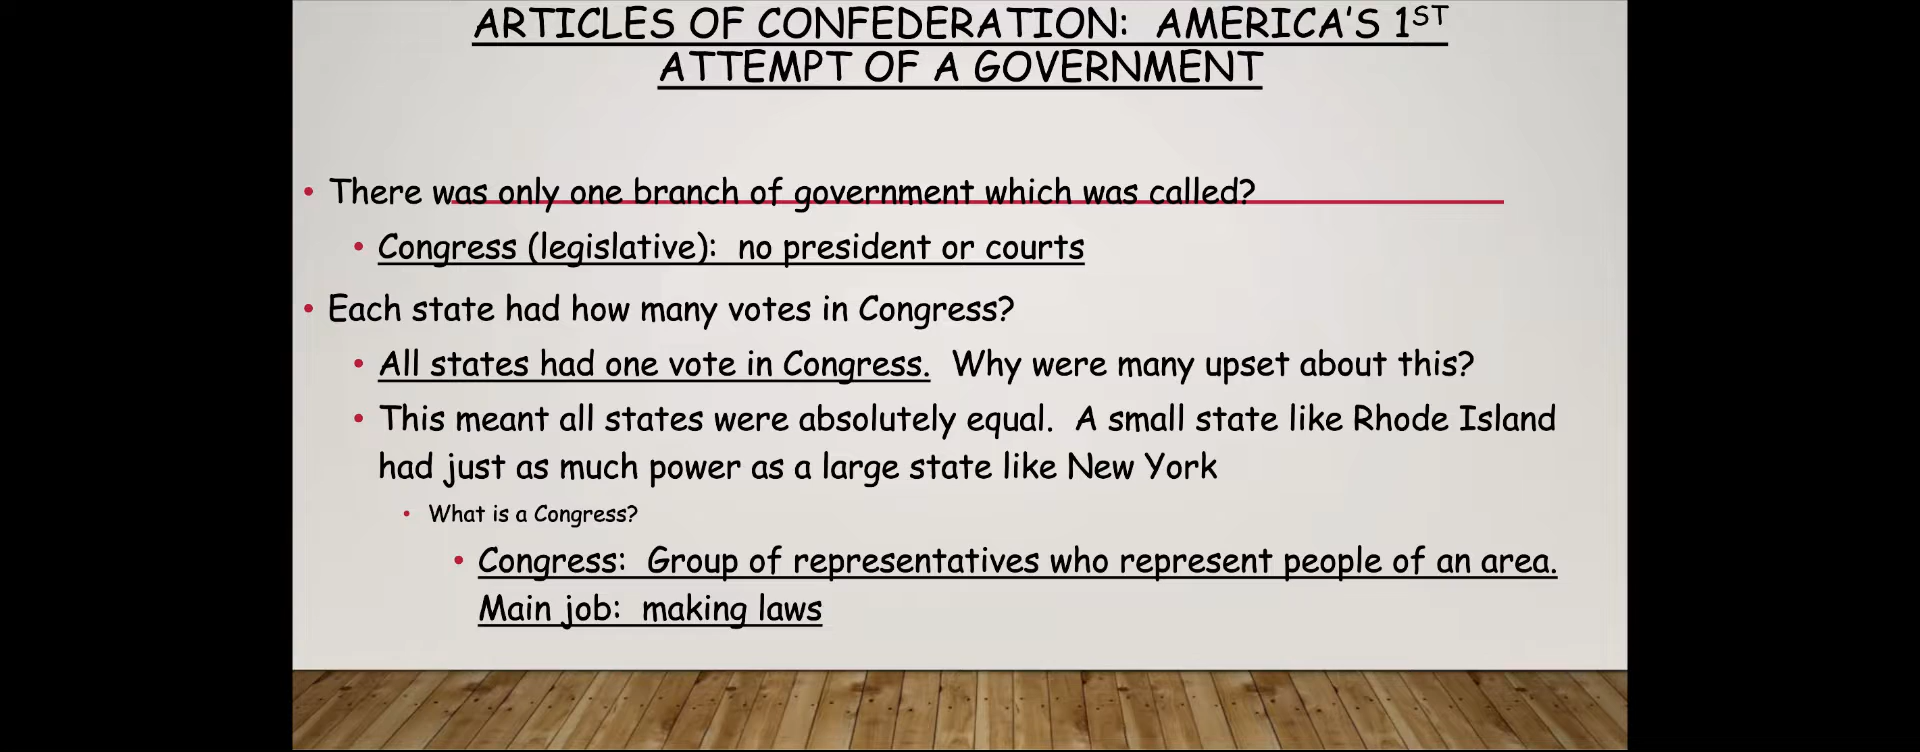 ARTICLES OF CONFEDERATION: AMERICA'S 1ST
ATTEMPT OF A GOVERNMENT
• There was only one branch of government which was called?
• Congress (legislative): no president or courts
• Each state had how many votes in Congress?
• All states had one vote in Congress. Why were many upset about this?
• This meant all states were absolutely equal. A small state like Rhode Island
had just as much power as a large state like New York
• What is a Congress?
• Congress: Group of representatives who represent people of an area.
Main job: making laws